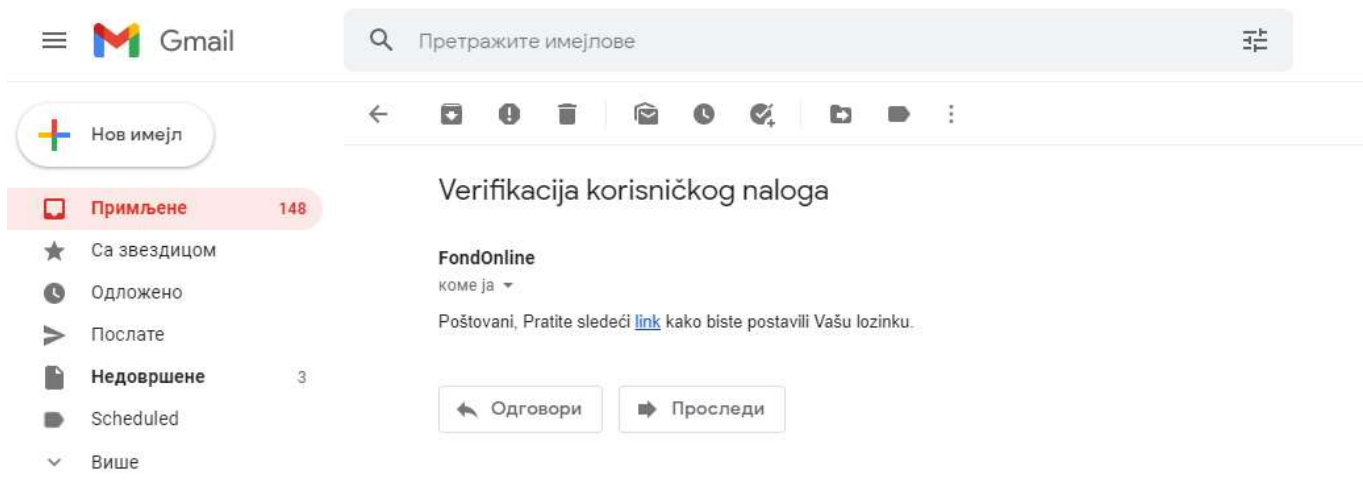 Gmail
Претражите имејлове
Нов имејл
Примљене 148
Са звездицом
Одложено
Послате
Недовршене 3
Scheduled
Више
Verifikacija korisničkog naloga
FondOnline
коме ја
Poštovani, Pratite sledeći link kako biste postavili Vašu lozinku.
Одговори
Проследи